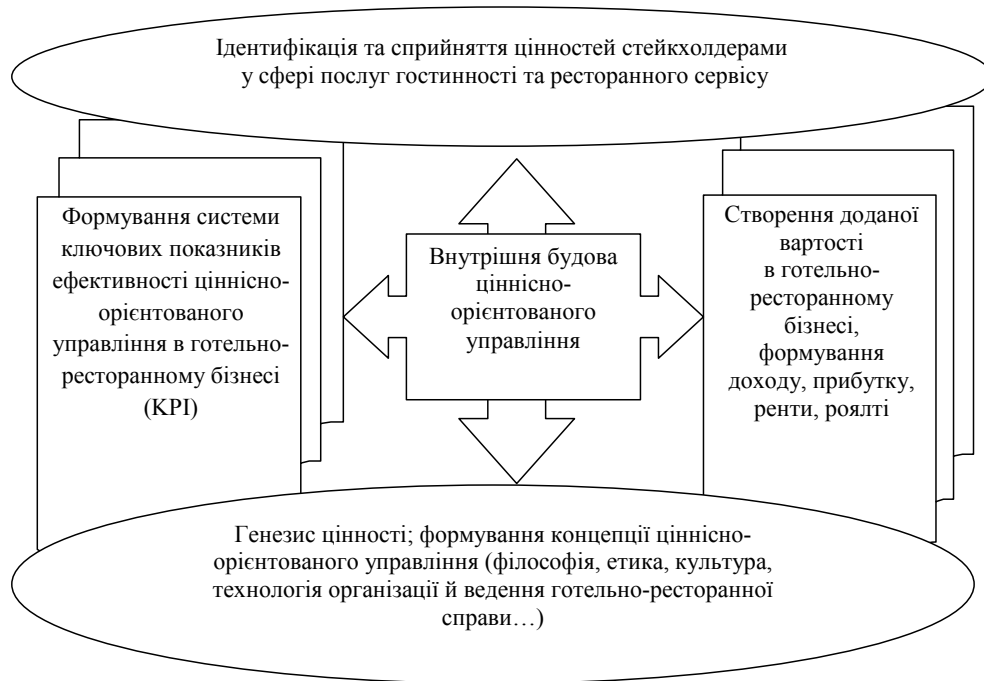 Ідентифікація та сприйняття цінностей стейкхолдерами
у сфері послуг гостинності та ресторанного сервісу
Формування системи
ключових показників
ефективності ціннісно-
орієнтованого
управління в готельно-
ресторанному бізнесі
(KPI)
Внутрішня будова
ціннісно-
орієнтованого
управління
Створення доданої
вартості
в готельно-
ресторанному
бізнесі,
формування
доходу, прибутку,
ренти, роялті
Генезис цінності; формування концепції ціннісно-
орієнтованого управління (філософія, етика, культура,
технологія організації й ведення готельно-ресторанної
справи…)